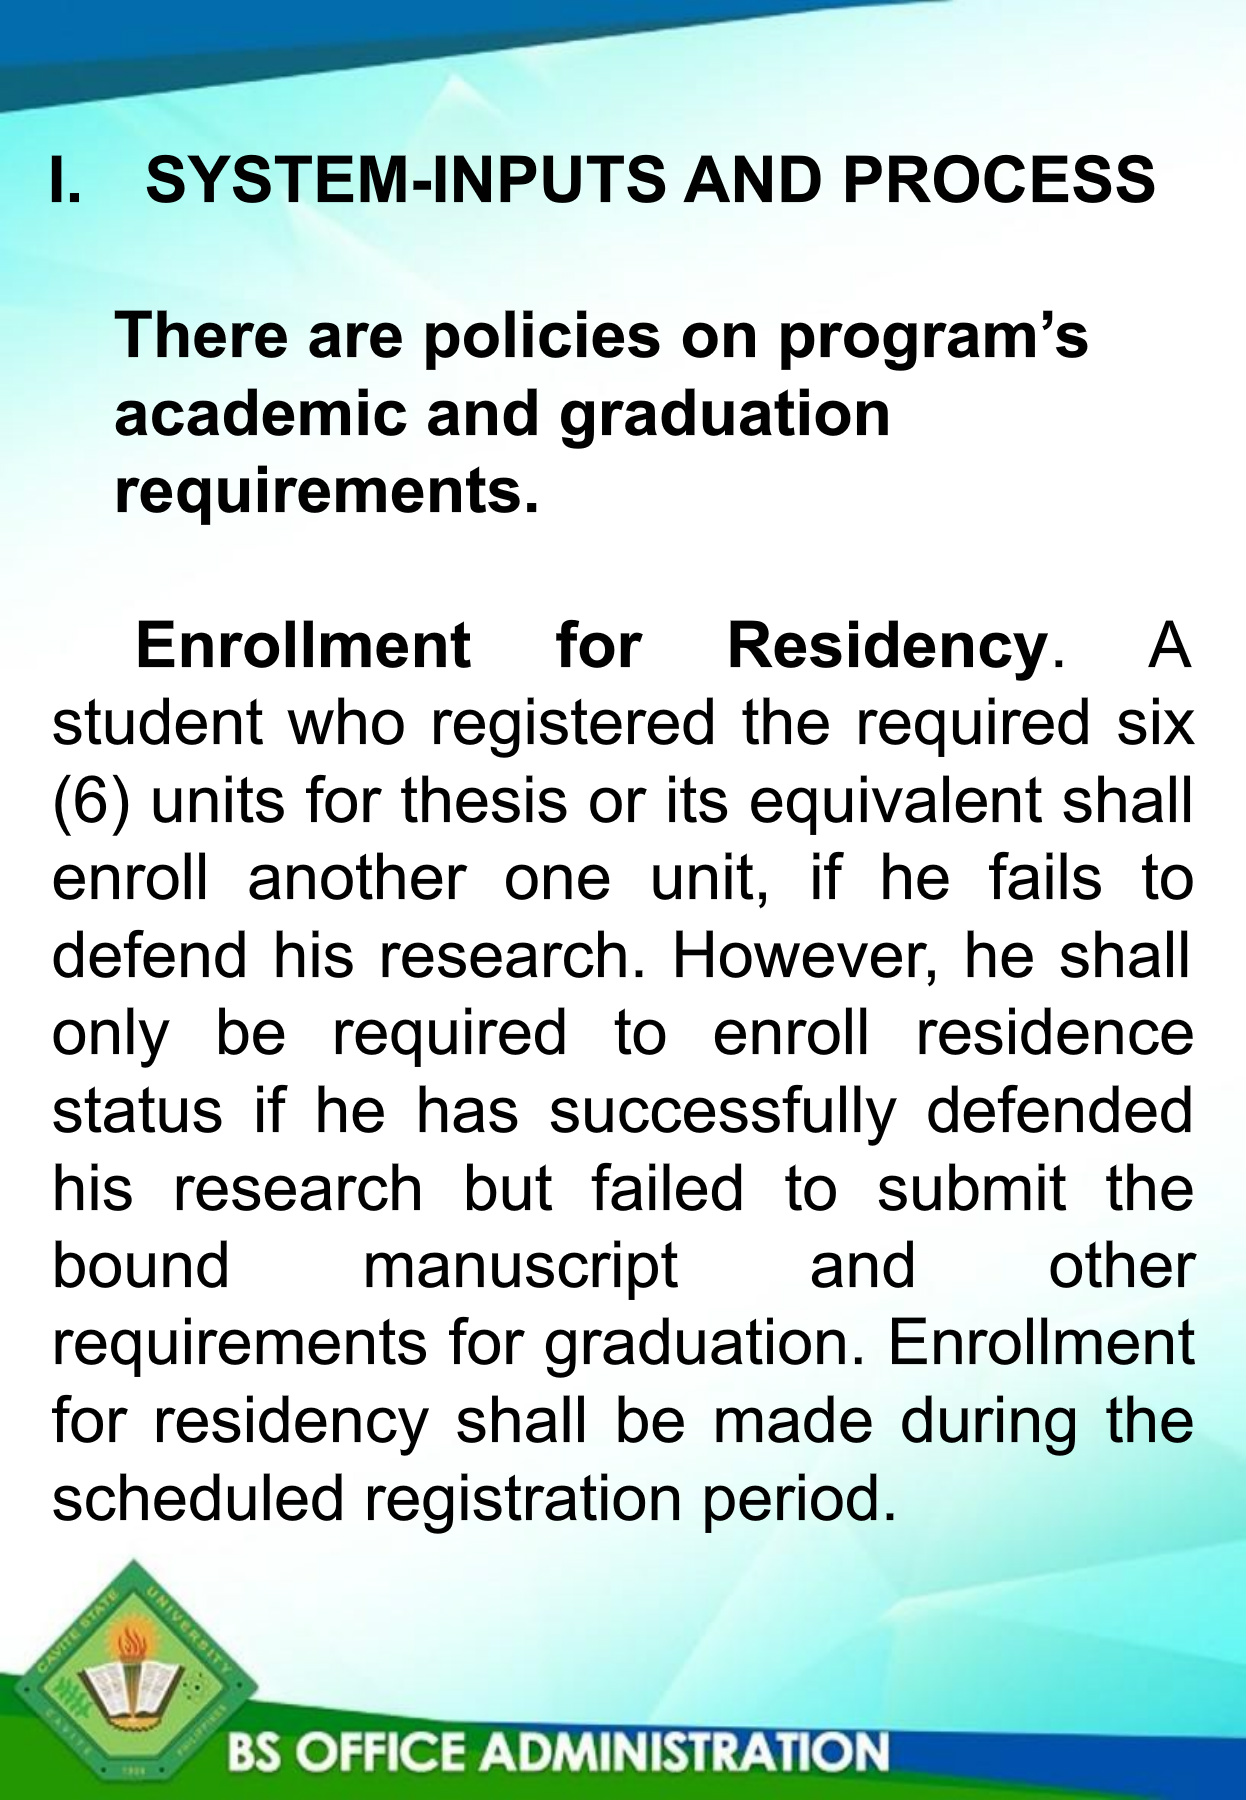 I. SYSTEM-INPUTS AND PROCESS
There are policies on program’s
academic and graduation
requirements.
Enrollment for Residency. A
student who registered the required six
(6) units for thesis or its equivalent shall
enroll another one unit, if he fails to
defend his research. However, he shall
only be required to enroll residence
status if he has successfully defended
his research but failed to submit the
bound manuscript and other
requirements for graduation. Enrollment
for residency shall be made during the
scheduled registration period.
CAVITE STATE UNIVERSITY
CAVITE PHILIPPINES
1906
BS OFFICE ADMINISTRATION